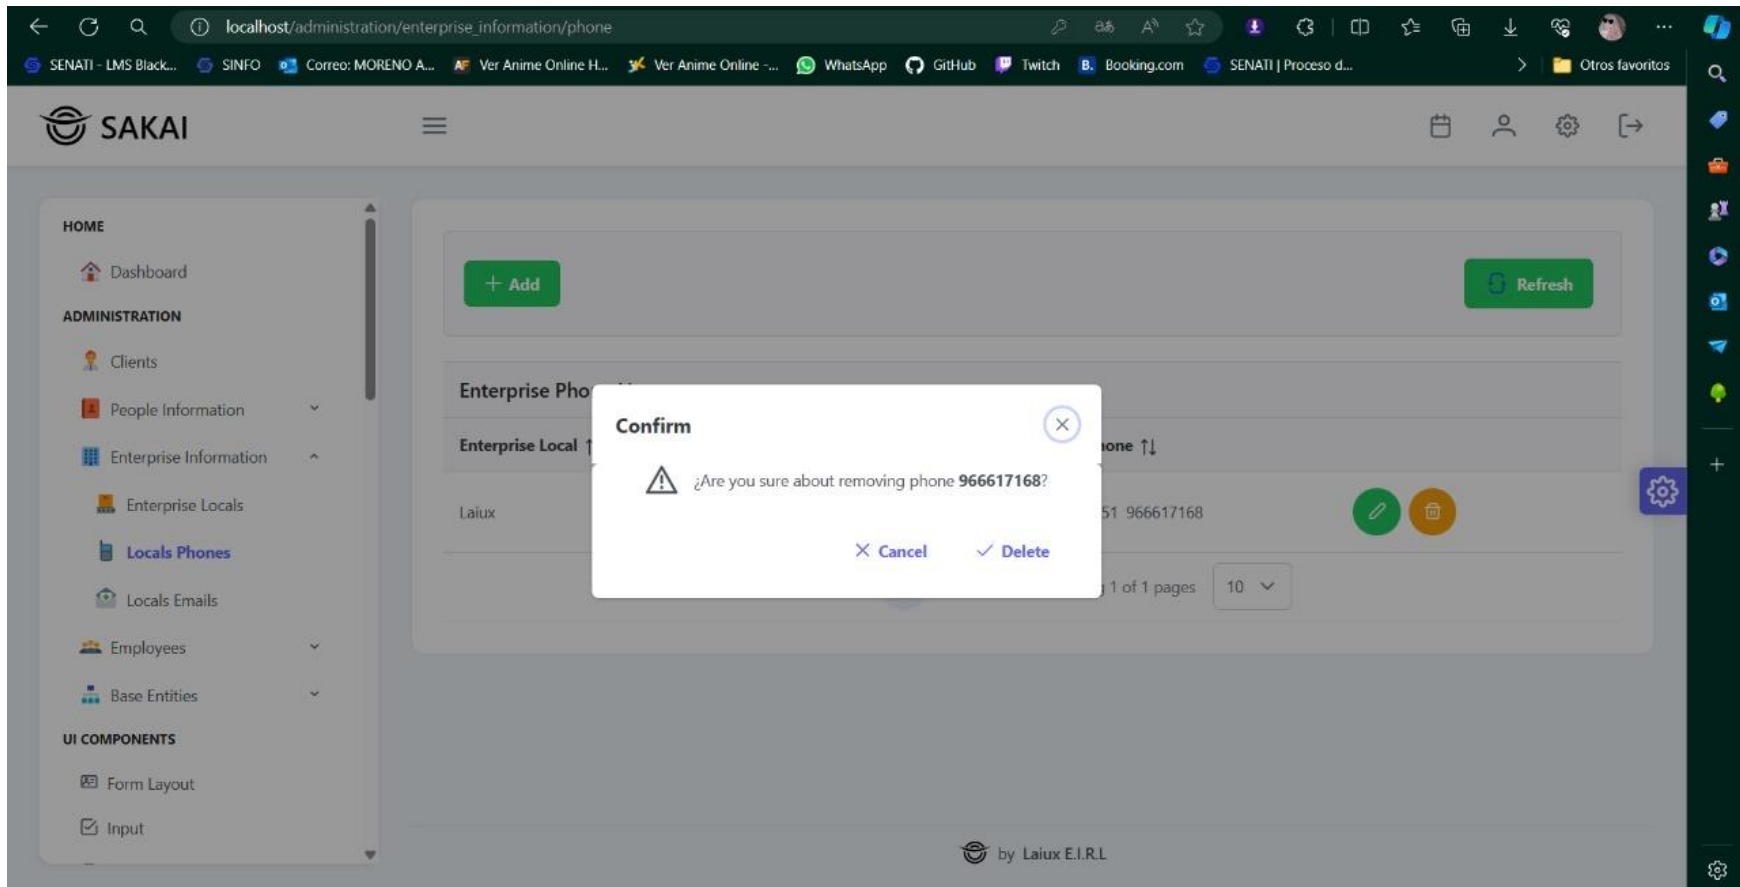 localhost/administration/enterprise_information/phone
SENATI - LMS Black... SINFO Correo: MORENO A... AF Ver Anime Online H... Ver Anime Online -... WhatsApp GitHub Twitch B. Booking.com SENATI | Proceso d... Otros favoritos
SAKAI
HOME
Dashboard
ADMINISTRATION
Clients
People Information
Enterprise Information
Enterprise Locals
Locals Phones
Locals Emails
Employees
Base Entities
UI COMPONENTS
Form Layout
Input
+ Add
Refresh
Enterprise Pho
Enterprise Local
hone
Laiux
51 966617168
1 of 1 pages 10
Confirm
¿Are you sure about removing phone 966617168?
Cancel Delete
by Laiux E.I.R.L